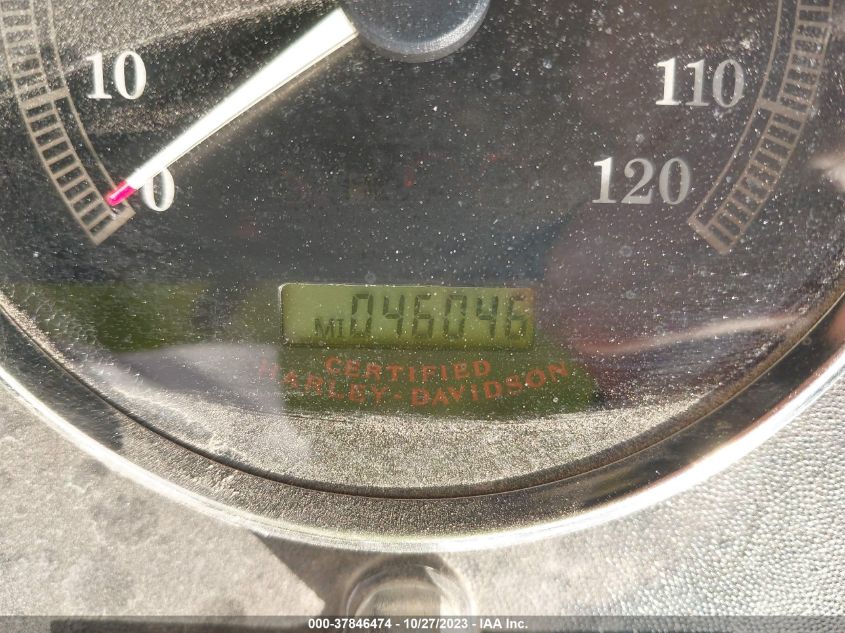 10
110
0
120
MI 046046
CERTIFIED
HARLEY-DAVIDSON
000-37846474 - 10/27/2023 - IAA Inc.